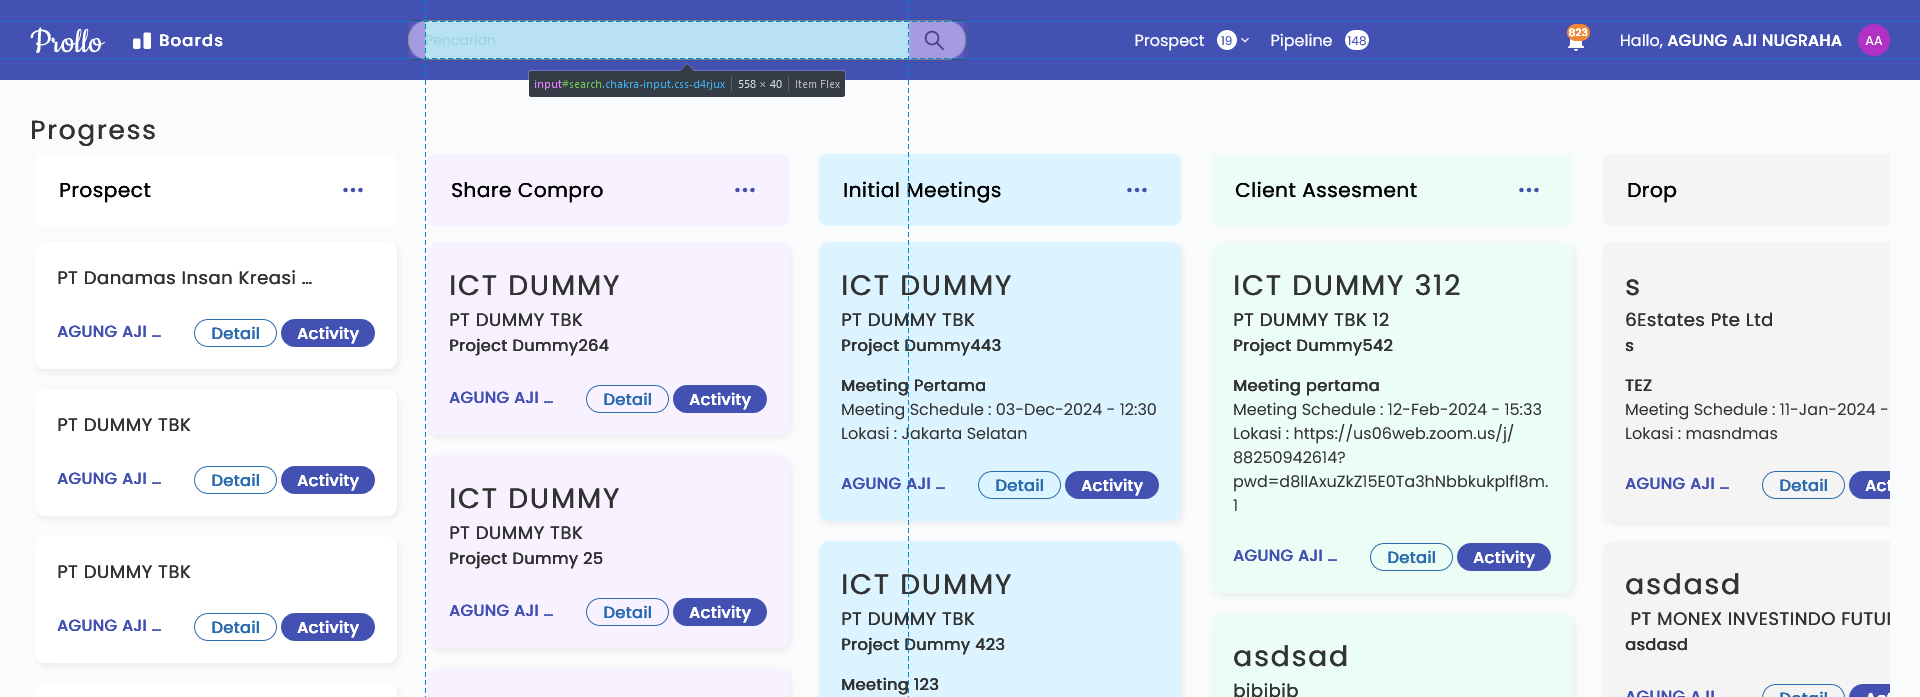 Prollo
Boards
Pencarian
Prospect 19
Pipeline 148
823
Hallo, AGUNG AJI NUGRAHA
AA
input#search.chakra-input.css-d4rjux 558 × 40 Item Flex
Progress
Prospect
PT Danamas Insan Kreasi ...
AGUNG AJI ... Detail Activity
PT DUMMY TBK
AGUNG AJI ... Detail Activity
PT DUMMY TBK
AGUNG AJI ... Detail Activity
Share Compro
ICT DUMMY
PT DUMMY TBK
Project Dummy264
AGUNG AJI ... Detail Activity
ICT DUMMY
PT DUMMY TBK
Project Dummy 25
AGUNG AJI ... Detail Activity
Initial Meetings
ICT DUMMY
PT DUMMY TBK
Project Dummy443
Meeting Pertama
Meeting Schedule : 03-Dec-2024 - 12:30
Lokasi : Jakarta Selatan
AGUNG AJI ... Detail Activity
ICT DUMMY
PT DUMMY TBK
Project Dummy 423
Meeting 123
Client Assesment
ICT DUMMY 312
PT DUMMY TBK 12
Project Dummy542
Meeting pertama
Meeting Schedule : 12-Feb-2024 - 15:33
Lokasi : https://us06web.zoom.us/j/
88250942614?
1
AGUNG AJI ... Detail Activity
asdsad
bibibib
Drop
s
6Estates Pte Ltd
s
TEZ
Meeting Schedule : 11-Jan-2024 -
Lokasi : masndmas
AGUNG AJI ... Detail Act
asdasd
PT MONEX INVESTINDO FUTU
asdasd
AGUNG AJI ... Detail Act